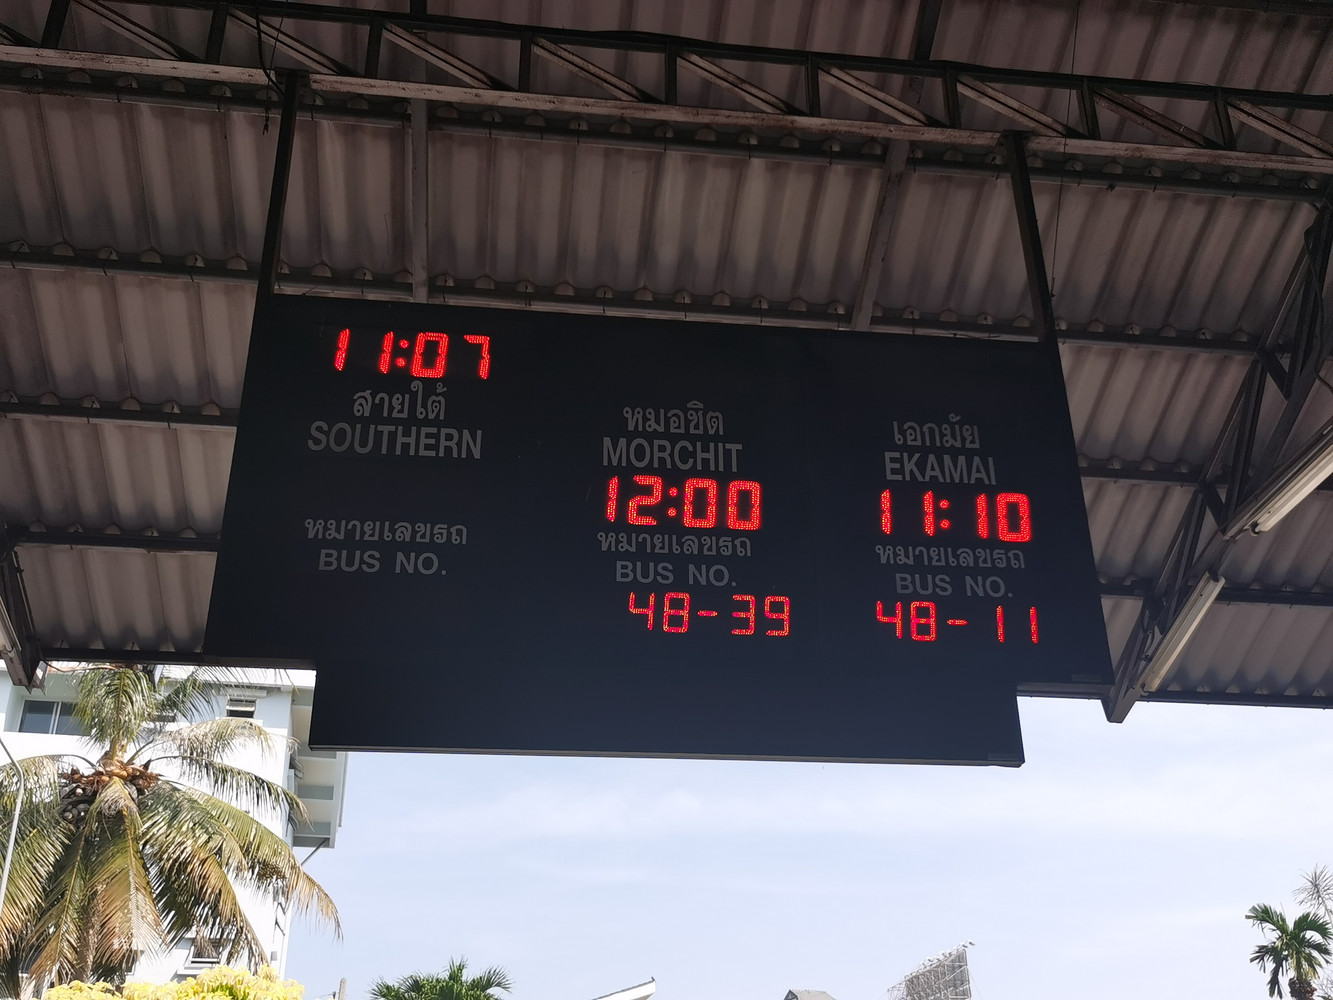 11:07
สายใต้
SOUTHERN
หมายเลขรถ
BUS NO.
หมอชิต
MORCHIT
12:00
หมายเลขรถ
BUS NO.
48-39
เอกมัย
EKAMAI
11:10
หมายเลขรถ
BUS NO.
48-11